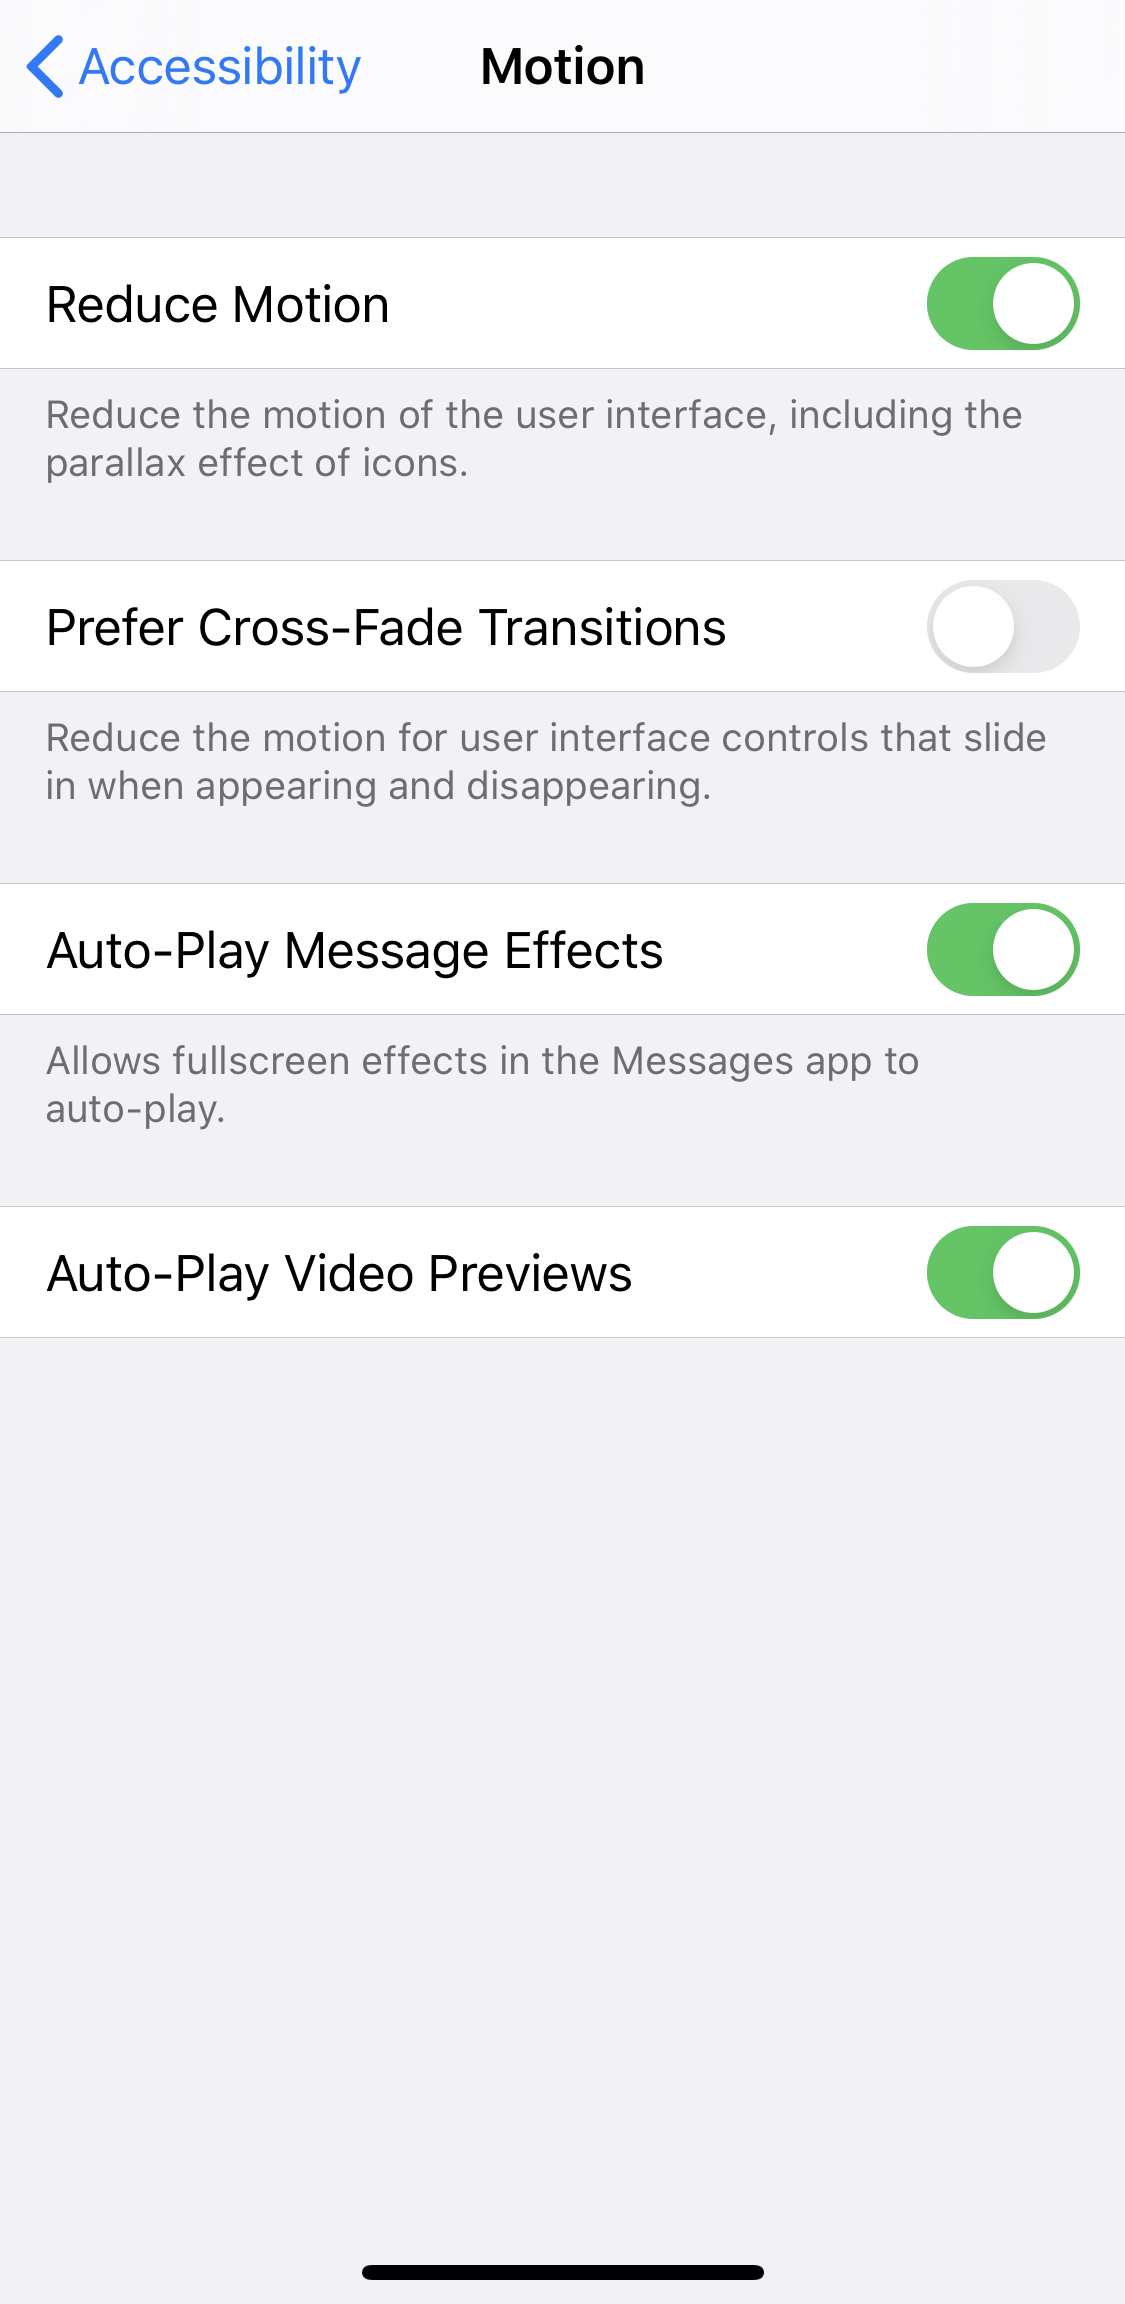 Accessibility
Motion
Reduce Motion
Reduce the motion of the user interface, including the
parallax effect of icons.
Prefer Cross-Fade Transitions
Reduce the motion for user interface controls that slide
in when appearing and disappearing.
Auto-Play Message Effects
Allows fullscreen effects in the Messages app to
auto-play.
Auto-Play Video Previews